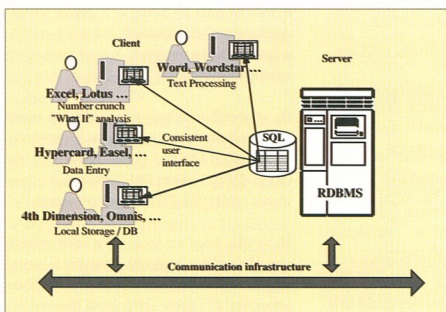 Client
Server
Word, Wordstar ...
Text Processing
Excel, Lotus ...
Number crunch
"What If" analysis
Hypercard, Easel, ...
Data Entry
Consistent
user
interface
SQL
RDBMS
4th Dimension, Omnis, ...
Local Storage / DB
Communication infrastructure